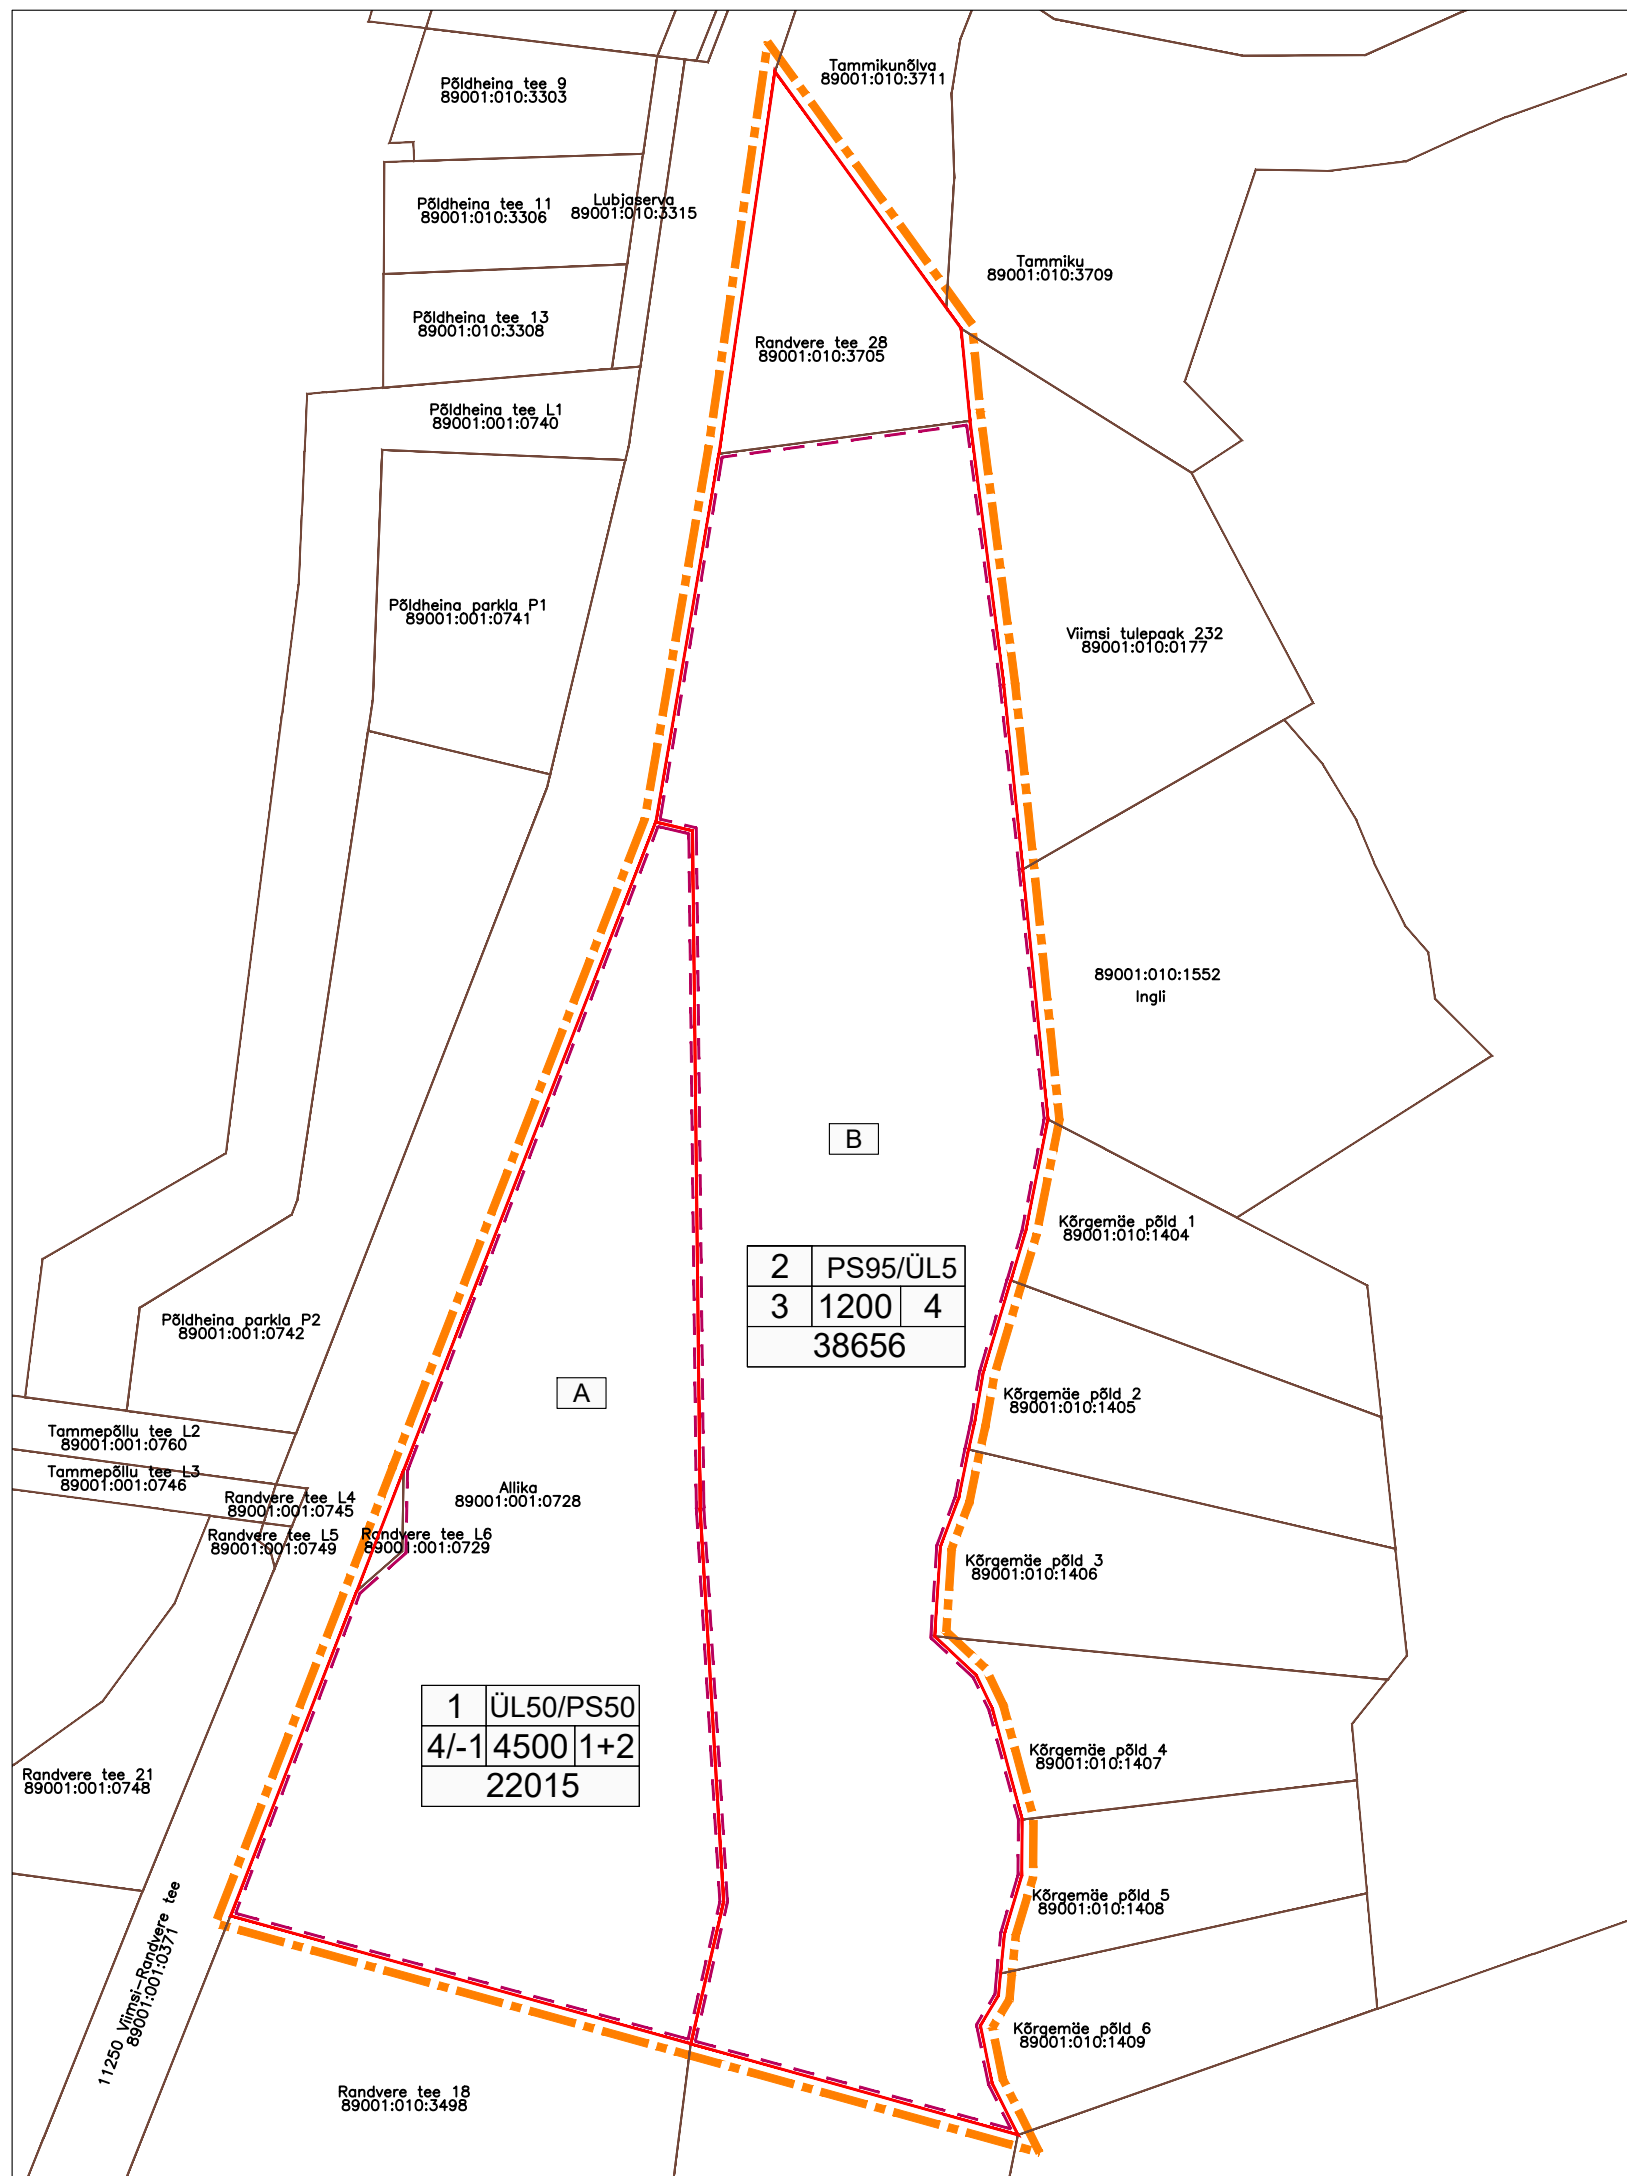 Tammikunõlva
89001:010:3711
Põldheina tee 9
89001:010:3303
Põldheina tee 11
89001:010:3306
Lubjaserva
89001:010:3315
Tammiku
89001:010:3709
Põldheina tee 13
89001:010:3308
Randvere tee 28
89001:010:3705
Põldheina tee L1
89001:001:0740
Põldheina parkla P1
89001:001:0741
Viimsi tulepaak 232
89001:010:0177
89001:010:1552
Ingli
B
Kõrgemäe põld 1
89001:010:1404
2 PS95/ÜL5
3 1200 4
38656
Põldheina parkla P2
89001:001:0742
A
Kõrgemäe põld 2
89001:010:1405
Tammepõllu tee L2
89001:001:0760
Tammepõllu tee L3
89001:001:0746
Randvere tee L4
89001:001:0745
Allika
89001:001:0728
Randvere tee L5
89001:001:0749
Randvere tee L6
89001:001:0729
Kõrgemäe põld 3
89001:010:1406
1 ÜL50/PS50
4/-1 4500 1+2
22015
Kõrgemäe põld 4
89001:010:1407
Randvere tee 21
89001:001:0748
Kõrgemäe põld 5
89001:010:1408
11250 Viimsi-Randvere tee
89001:001:0371
Kõrgemäe põld 6
89001:010:1409
Randvere tee 18
89001:010:3498